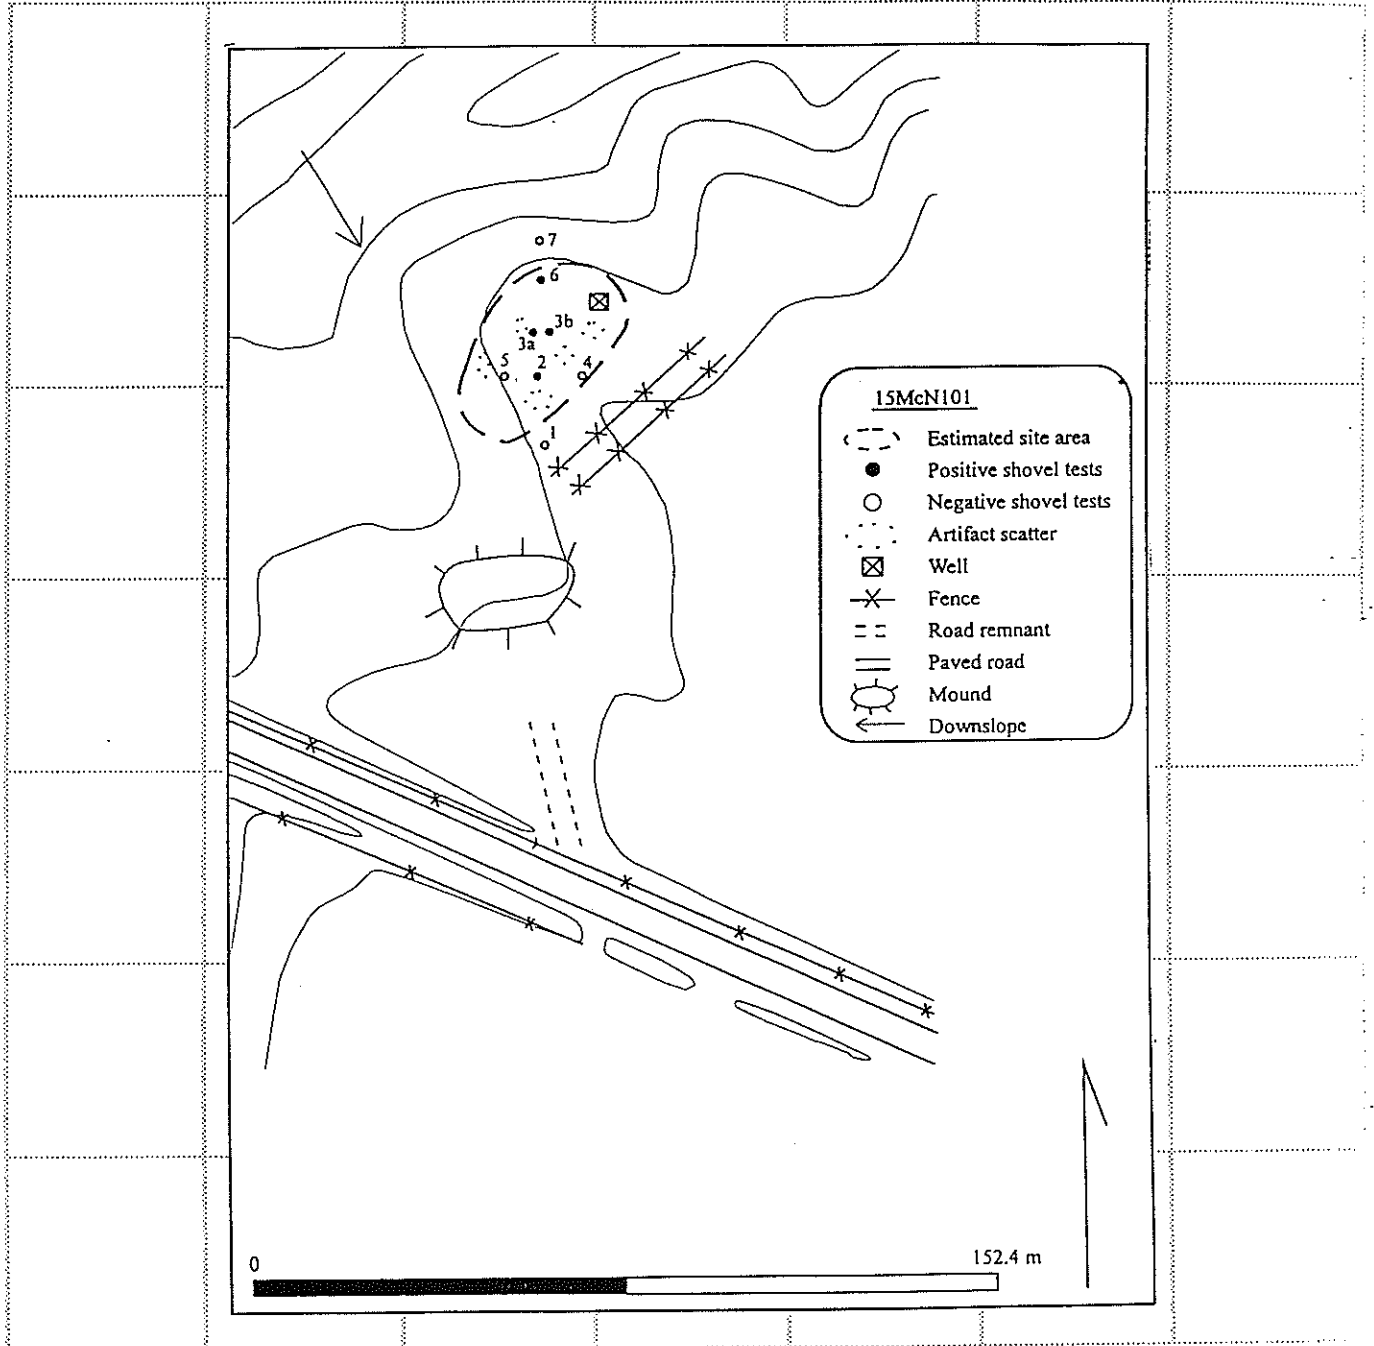 7
6
3b
3a
5 2 4
1
15McN101
Estimated site area
Positive shovel tests
Negative shovel tests
Artifact scatter
Well
Fence
Road remnant
Paved road
Mound
Downslope
0 152.4 m